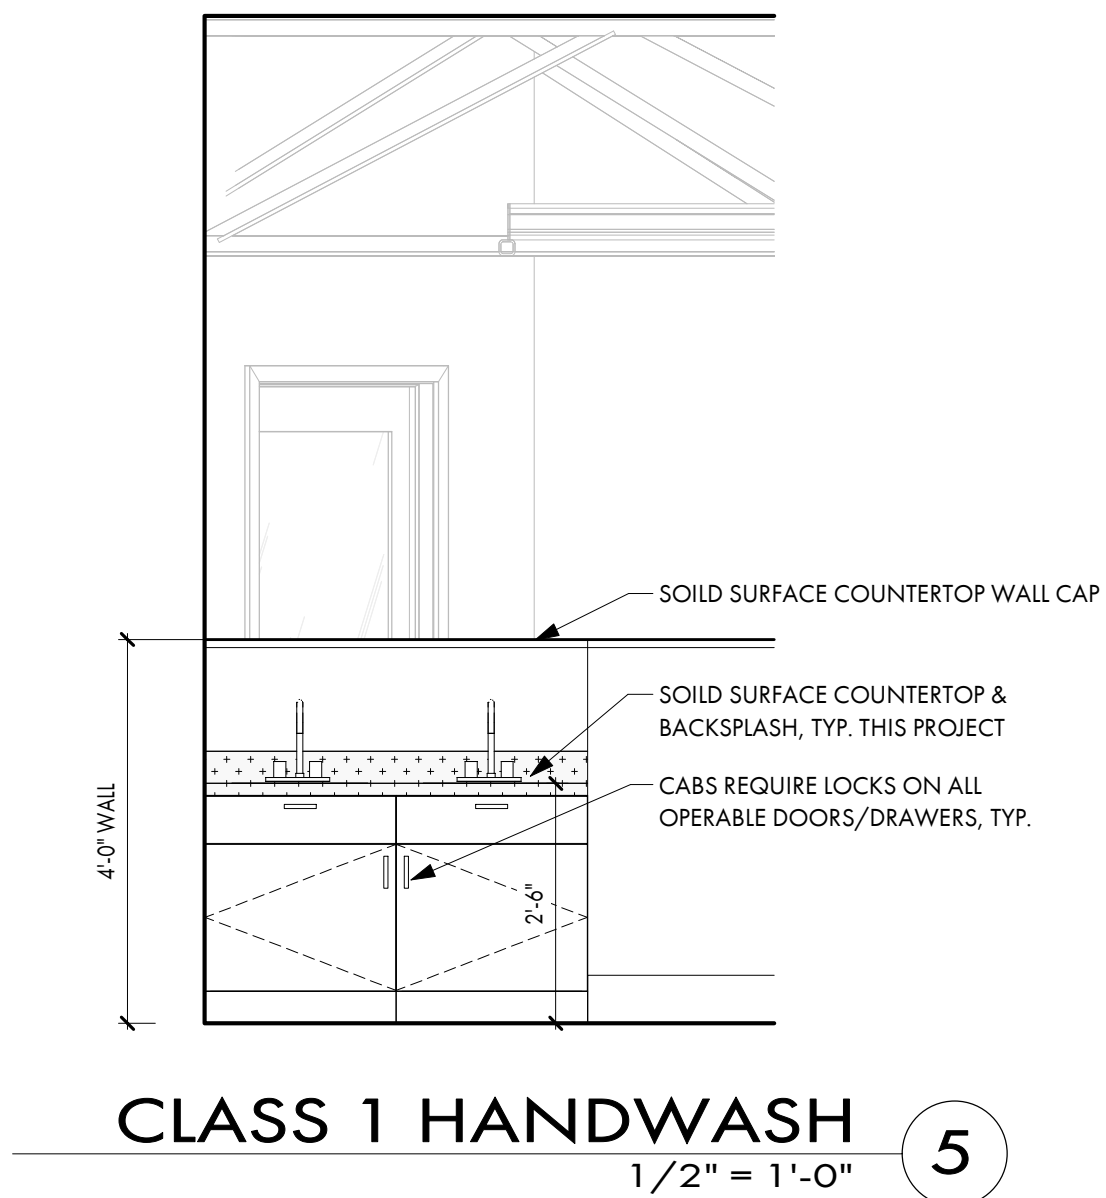 SOILD SURFACE COUNTERTOP WALL CAP
SOILD SURFACE COUNTERTOP &
BACKSPLASH, TYP. THIS PROJECT
CABS REQUIRE LOCKS ON ALL
OPERABLE DOORS/DRAWERS, TYP.
4'-0" WALL
2'-6"
CLASS 1 HANDWASH
5
1/2" = 1'-0"